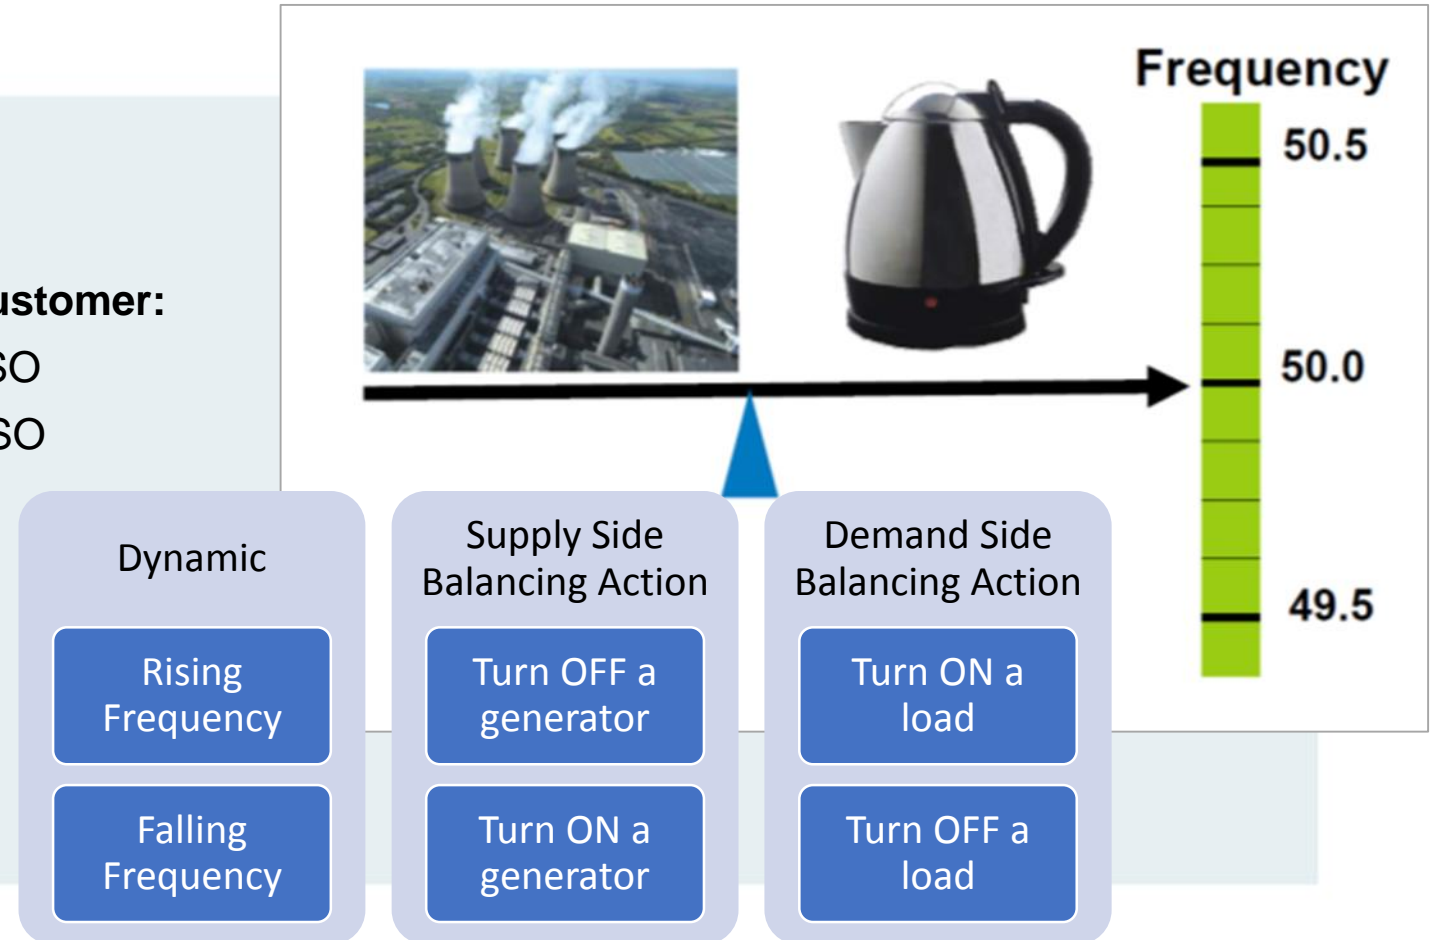 Frequency
50.5
50.0
49.5
ustomer:
SO
SO
Dynamic
Rising
Frequency
Falling
Frequency
Supply Side
Balancing Action
Turn OFF a
generator
Turn ON a
generator
Demand Side
Balancing Action
Turn ON a
load
Turn OFF a
load